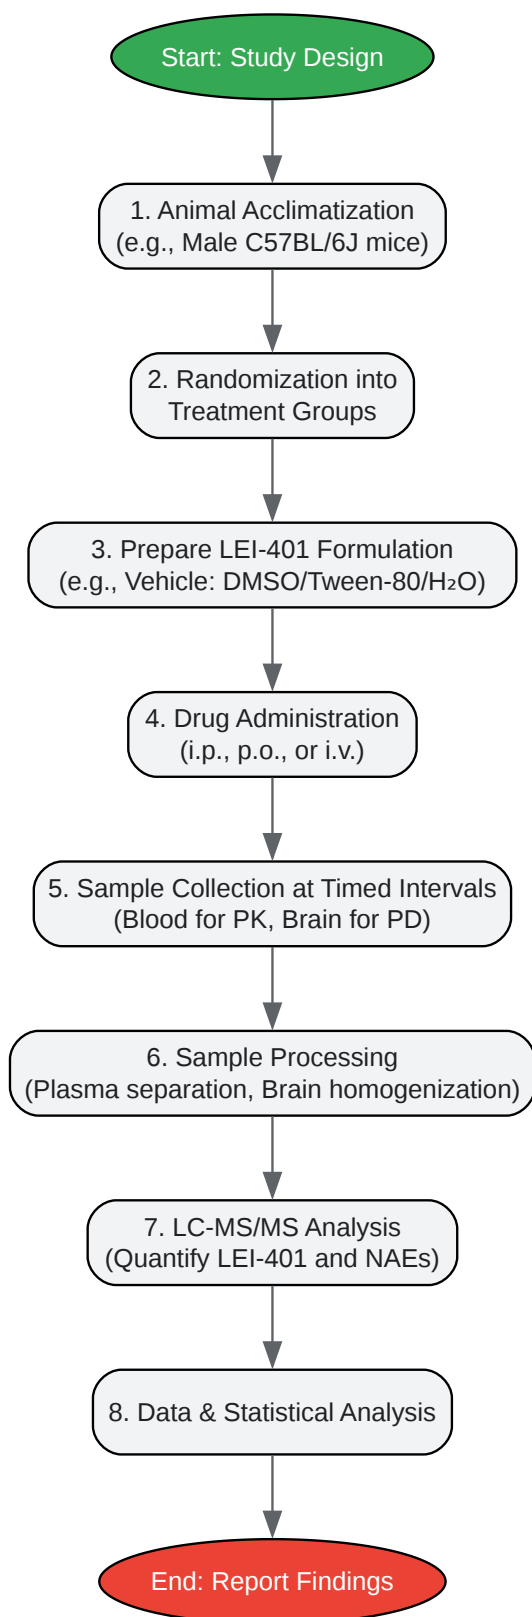 Start: Study Design
1. Animal Acclimatization
(e.g., Male C57BL/6J mice)
2. Randomization into
Treatment Groups
3. Prepare LEI-401 Formulation
(e.g., Vehicle: DMSO/Tween-80/H₂O)
4. Drug Administration
(i.p., p.o., or i.v.)
5. Sample Collection at Timed Intervals
(Blood for PK, Brain for PD)
6. Sample Processing
(Plasma separation, Brain homogenization)
7. LC-MS/MS Analysis
(Quantify LEI-401 and NAEs)
8. Data & Statistical Analysis
End: Report Findings